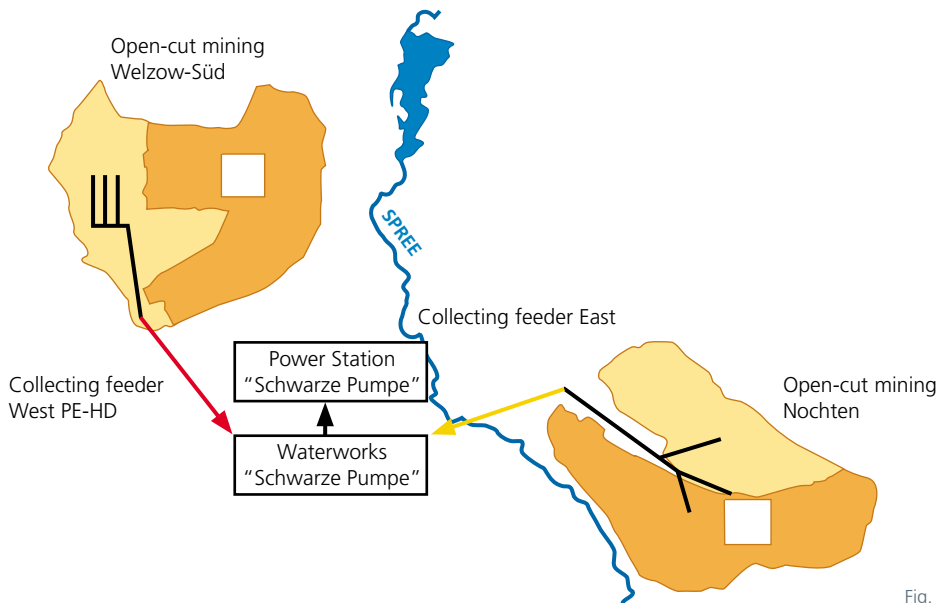 Open-cut mining
Welzow-Süd
SPREE
Collecting feeder East
Power Station
“Schwarze Pumpe”
Collecting feeder
West PE-HD
Open-cut mining
Nochten
Waterworks
“Schwarze Pumpe”
Fig.